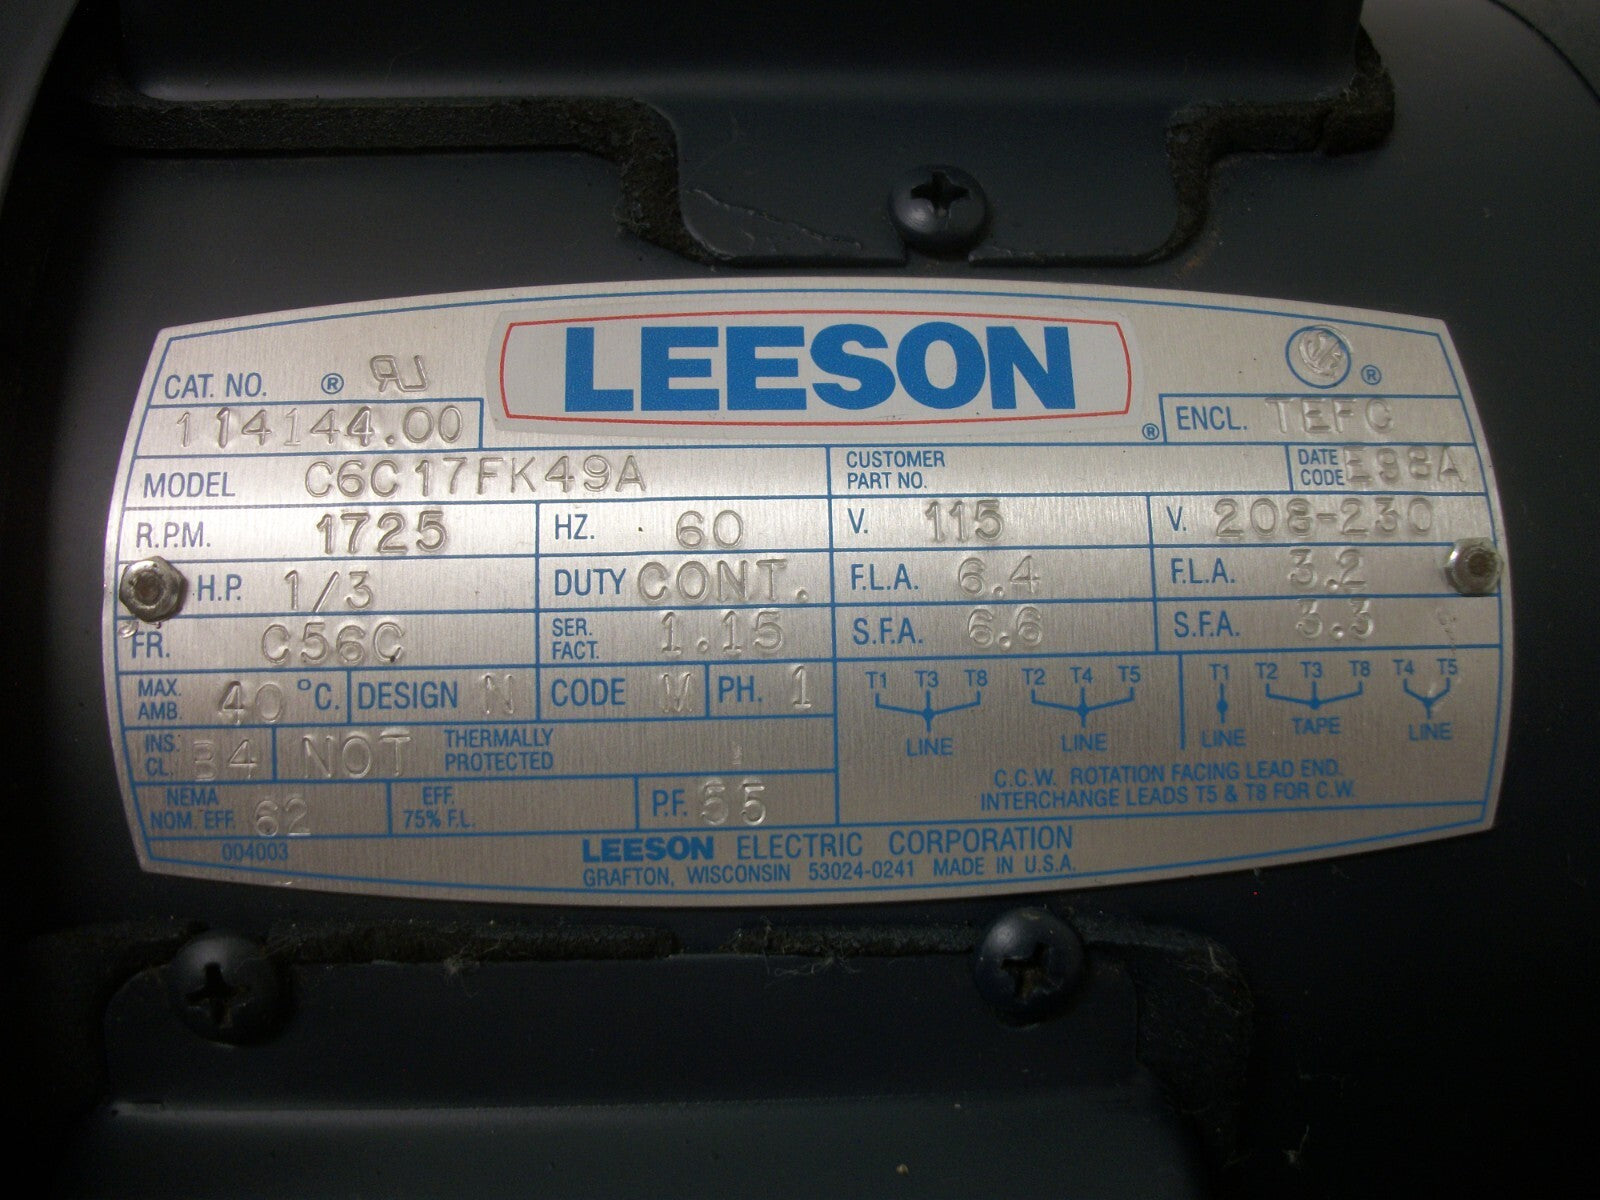 LEESON
CAT. NO. ® UR ®
114144.00 ® ENCL. TEFC
MODEL C6C17FK49A CUSTOMER PART NO. DATE CODE E98A
R.P.M. 1725 HZ. 60 V. 115 V. 208-230
H.P. 1/3 DUTY CONT. F.L.A. 6.4 F.L.A. 3.2
FR. C56C SER. FACT. 1.15 S.F.A. 6.6 S.F.A. 3.3
MAX. AMB. 40 °C. DESIGN N CODE M PH. 1
INS. CL. B4 NOT THERMALLY PROTECTED
NEMA NOM. EFF. 62 EFF. 75% F.L. P.F. 55
T1 T3 T8 T2 T4 T5 T1 T2 T3 T8 T4 T5
LINE LINE LINE TAPE LINE
C.C.W. ROTATION FACING LEAD END.
INTERCHANGE LEADS T5 & T8 FOR C.W.
004003
LEESON ELECTRIC CORPORATION
GRAFTON, WISCONSIN 53024-0241 MADE IN U.S.A.